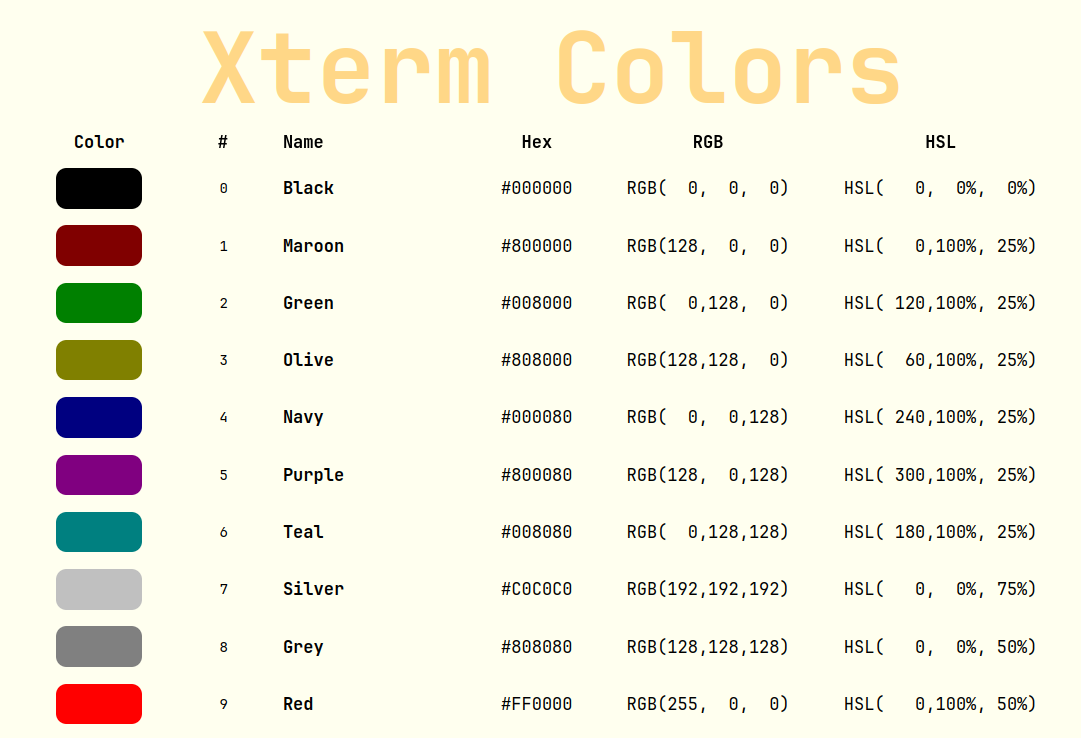 Xterm Colors
Color # Name Hex RGB HSL
0 Black #000000 RGB(  0,  0,  0) HSL(   0,  0%,  0%)
1 Maroon #800000 RGB(128,  0,  0) HSL(   0,100%, 25%)
2 Green #008000 RGB(  0,128,  0) HSL( 120,100%, 25%)
3 Olive #808000 RGB(128,128,  0) HSL(  60,100%, 25%)
4 Navy #000080 RGB(  0,  0,128) HSL( 240,100%, 25%)
5 Purple #800080 RGB(128,  0,128) HSL( 300,100%, 25%)
6 Teal #008080 RGB(  0,128,128) HSL( 180,100%, 25%)
7 Silver #C0C0C0 RGB(192,192,192) HSL(   0,  0%, 75%)
8 Grey #808080 RGB(128,128,128) HSL(   0,  0%, 50%)
9 Red #FF0000 RGB(255,  0,  0) HSL(   0,100%, 50%)